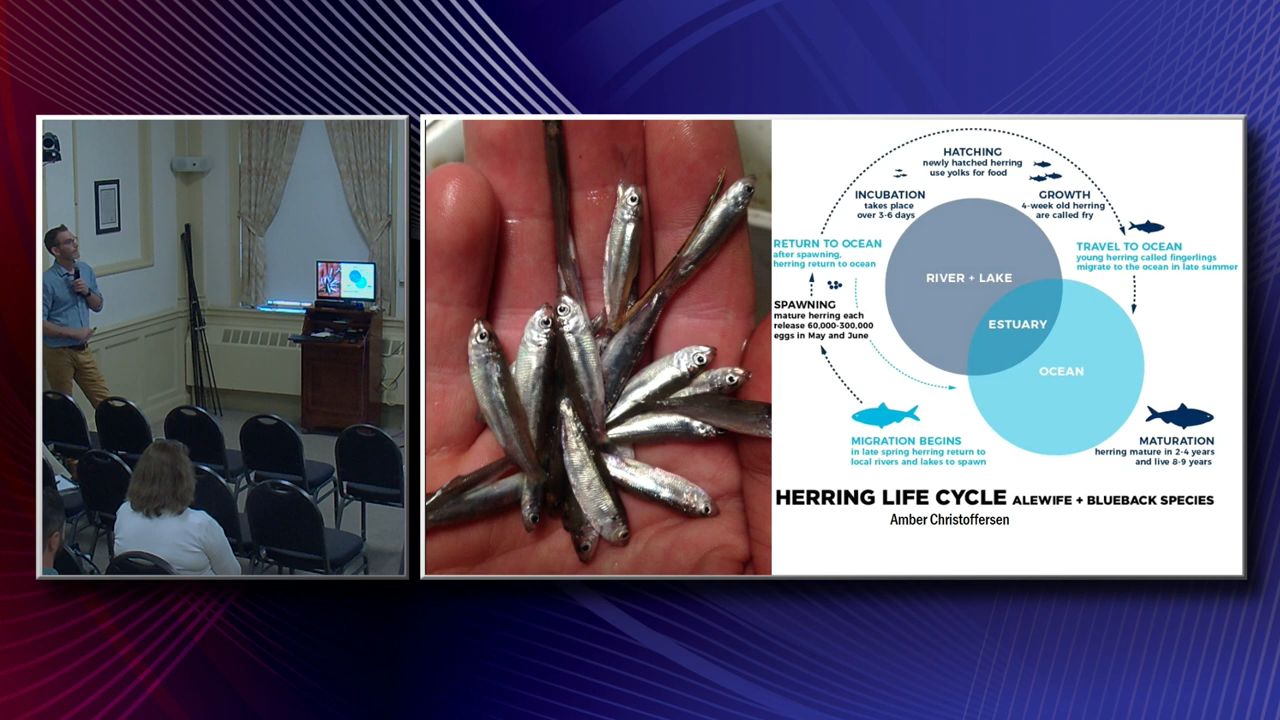 HATCHING
newly hatched herring
use yolks for food
INCUBATION
takes place
over 3-6 days
GROWTH
4-week old herring
are called fry
RETURN TO OCEAN
after spawning,
herring return to ocean
TRAVEL TO OCEAN
young herring called fingerlings
migrate to the ocean in late summer
RIVER + LAKE
SPAWNING
mature herring each
release 60,000-300,000
eggs in May and June
ESTUARY
OCEAN
MIGRATION BEGINS
in late spring herring return to
local rivers and lakes to spawn
MATURATION
herring mature in 2-4 years
and live 8-9 years
HERRING LIFE CYCLE ALEWIFE + BLUEBACK SPECIES
Amber Christoffersen